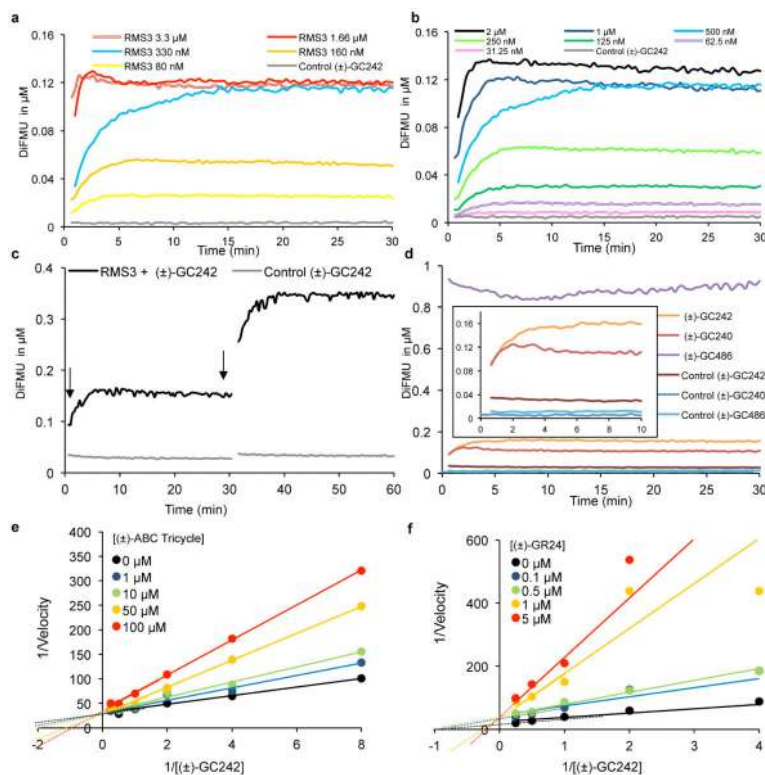 a
RMS3 3.3 µM
RMS3 1.66 µM
RMS3 330 nM
RMS3 160 nM
RMS3 80 nM
Control (±)-GC242
DiFMU in µM
0.16
0.12
0.08
0.04
0
0 5 10 15 20 25 30
Time (min)
b
2 µM
1 µM
500 nM
250 nM
125 nM
62.5 nM
31.25 nM
Control (±)-GC242
DiFMU in µM
0.16
0.12
0.08
0.04
0
0 5 10 15 20 25 30
Time (min)
c
RMS3 + (±)-GC242
Control (±)-GC242
DiFMU in µM
0.4
0.3
0.2
0.1
0
0 10 20 30 40 50 60
Time (min)
d
DiFMU in µM
1
0.8
0.6
0.4
0.2
0
0 5 10 15 20 25 30
Time (min)
0.16
0.12
0.08
0.04
0
0 2 4 6 8 10
(±)-GC242
(±)-GC240
(±)-GC486
Control (±)-GC242
Control (±)-GC240
Control (±)-GC486
e
[(±)-ABC Tricycle]
0 µM
1 µM
10 µM
50 µM
100 µM
1/Velocity
400
350
300
250
200
150
100
50
0
-2 0 2 4 6 8
1/[(±)-GC242]
f
[(±)-GR24]
0 µM
0.1 µM
0.5 µM
1 µM
5 µM
1/Velocity
600
400
200
0
-1 0 1 2 3 4
1/[(±)-GC242]